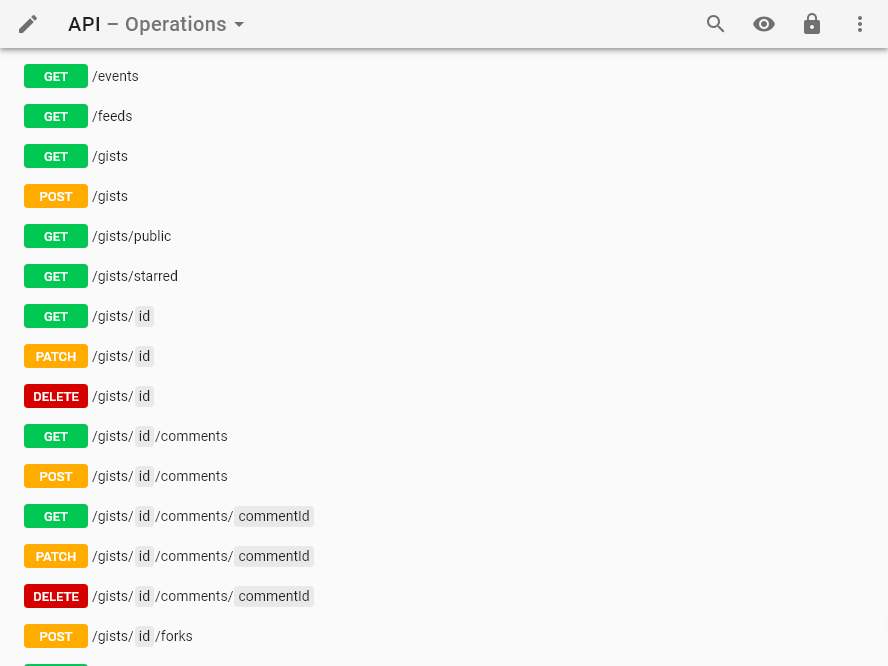 API – Operations
GET /events
GET /feeds
GET /gists
POST /gists
GET /gists/public
GET /gists/starred
GET /gists/ id
PATCH /gists/ id
DELETE /gists/ id
GET /gists/ id /comments
POST /gists/ id /comments
GET /gists/ id /comments/ commentId
PATCH /gists/ id /comments/ commentId
DELETE /gists/ id /comments/ commentId
POST /gists/ id /forks